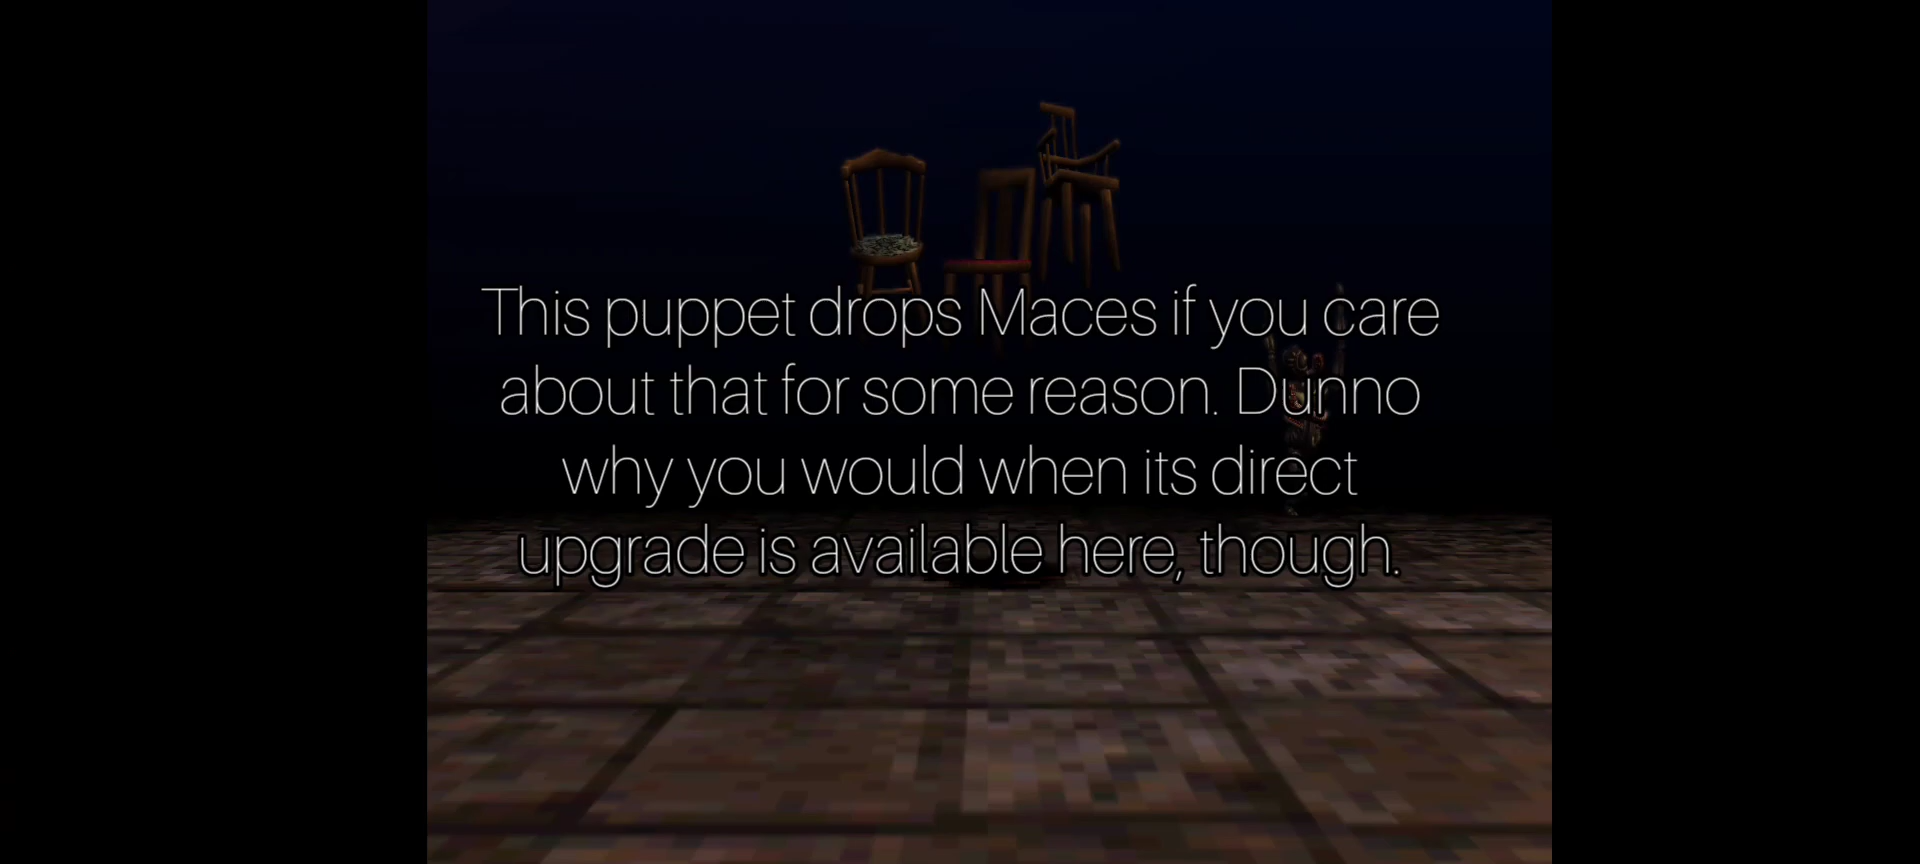 This puppet drops Maces if you care
about that for some reason. Dunno
why you would when its direct
upgrade is available here, though.